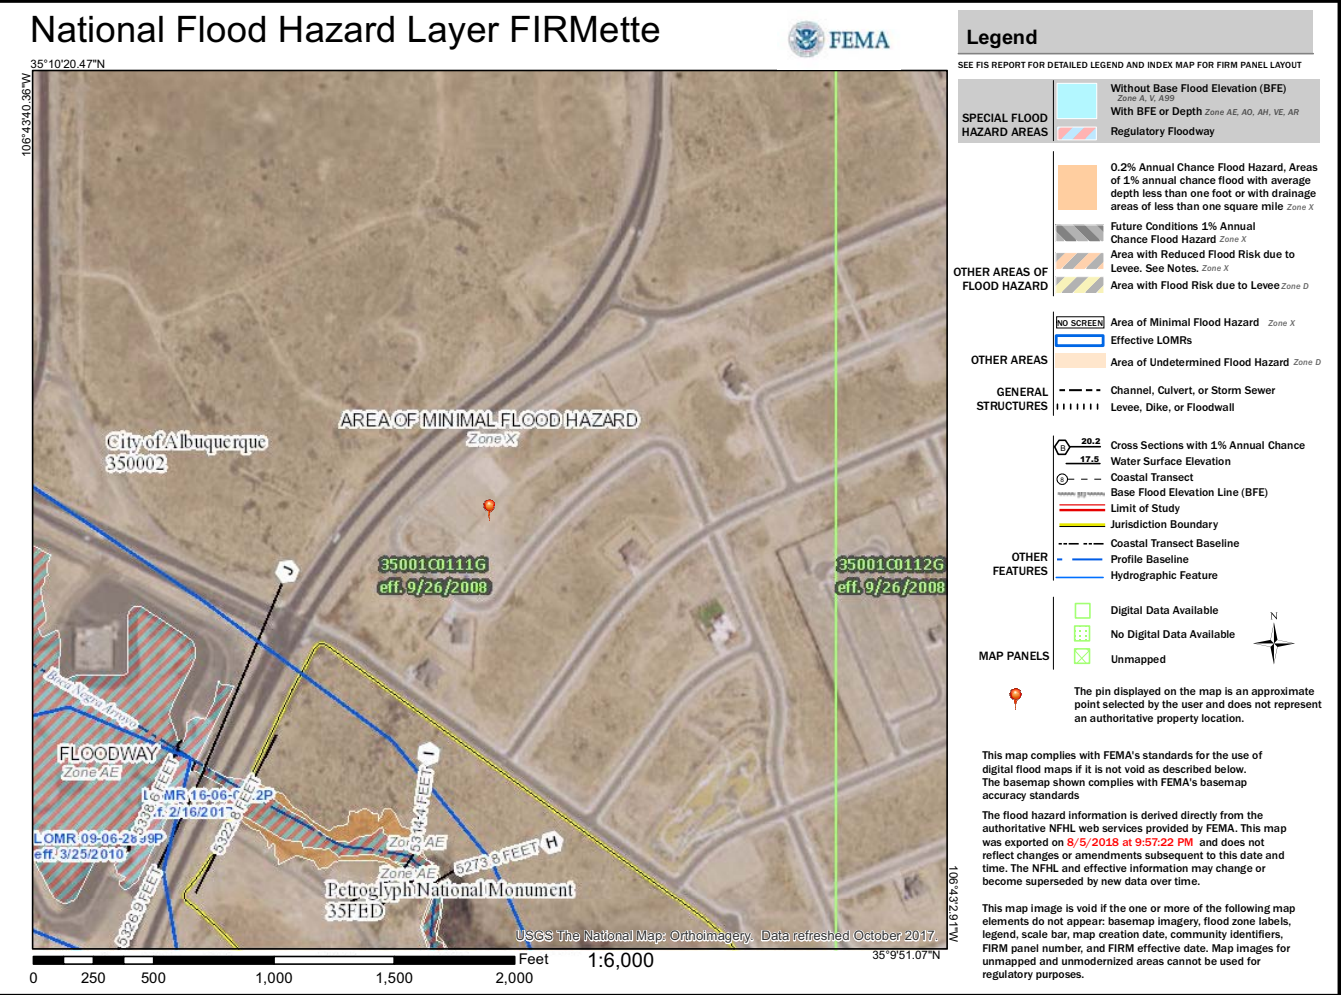 National Flood Hazard Layer FIRMette
FEMA
35°10'20.47"N
106°43'40.36"W
AREA OF MINIMAL FLOOD HAZARD
Zone X
City of Albuquerque
350002
35001C0111G
eff. 9/26/2008
35001C0112G
eff. 9/26/2008
J
Boca Negra Arroyo
FLOODWAY
Zone AE
LOMR 09-06-2899P
eff. 3/25/2010
5322.8 FEET
5326.9 FEET
I
FEET
Zone AE
Zone AE
5273.8 FEET
H
Petroglyph National Monument
35FED
USGS The National Map: Orthoimagery. Data refreshed October 2017.
106°43'2.91"W
35°9'51.07"N
Feet
1:6,000
0
250
500
1,000
1,500
2,000
Legend
SEE FIS REPORT FOR DETAILED LEGEND AND INDEX MAP FOR FIRM PANEL LAYOUT
SPECIAL FLOOD
HAZARD AREAS
Without Base Flood Elevation (BFE)
Zone A, V, A99
With BFE or Depth Zone AE, AO, AH, VE, AR
Regulatory Floodway
0.2% Annual Chance Flood Hazard, Areas
of 1% annual chance flood with average
depth less than one foot or with drainage
areas of less than one square mile Zone X
Future Conditions 1% Annual
Chance Flood Hazard Zone X
Area with Reduced Flood Risk due to
Levee. See Notes. Zone X
Area with Flood Risk due to Levee Zone D
OTHER AREAS OF
FLOOD HAZARD
NO SCREEN Area of Minimal Flood Hazard Zone X
Effective LOMRs
OTHER AREAS
Area of Undetermined Flood Hazard Zone D
GENERAL
STRUCTURES
Channel, Culvert, or Storm Sewer
Levee, Dike, or Floodwall
B 20.2 Cross Sections with 1% Annual Chance
17.5 Water Surface Elevation
8 Coastal Transect
Base Flood Elevation Line (BFE)
Limit of Study
Jurisdiction Boundary
Coastal Transect Baseline
OTHER
FEATURES
Profile Baseline
Hydrographic Feature
Digital Data Available
No Digital Data Available
MAP PANELS
Unmapped
N
The pin displayed on the map is an approximate
point selected by the user and does not represent
an authoritative property location.
This map complies with FEMA's standards for the use of
digital flood maps if it is not void as described below.
The basemap shown complies with FEMA's basemap
accuracy standards
The flood hazard information is derived directly from the
authoritative NFHL web services provided by FEMA. This map
was exported on 8/5/2018 at 9:57:22 PM and does not
reflect changes or amendments subsequent to this date and
time. The NFHL and effective information may change or
become superseded by new data over time.
This map image is void if the one or more of the following map
elements do not appear: basemap imagery, flood zone labels,
legend, scale bar, map creation date, community identifiers,
FIRM panel number, and FIRM effective date. Map images for
unmapped and unmodernized areas cannot be used for
regulatory purposes.